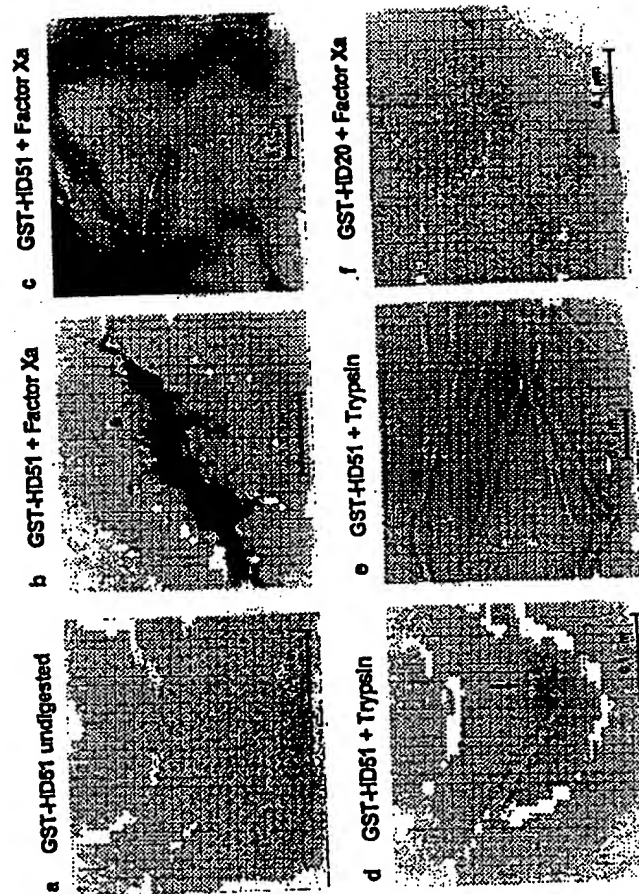 a GST-HD51 undigested
b GST-HD51 + Factor Xa
c GST-HD51 + Factor Xa
d GST-HD51 + Trypsin
e GST-HD51 + Trypsin
f GST-HD20 + Factor Xa